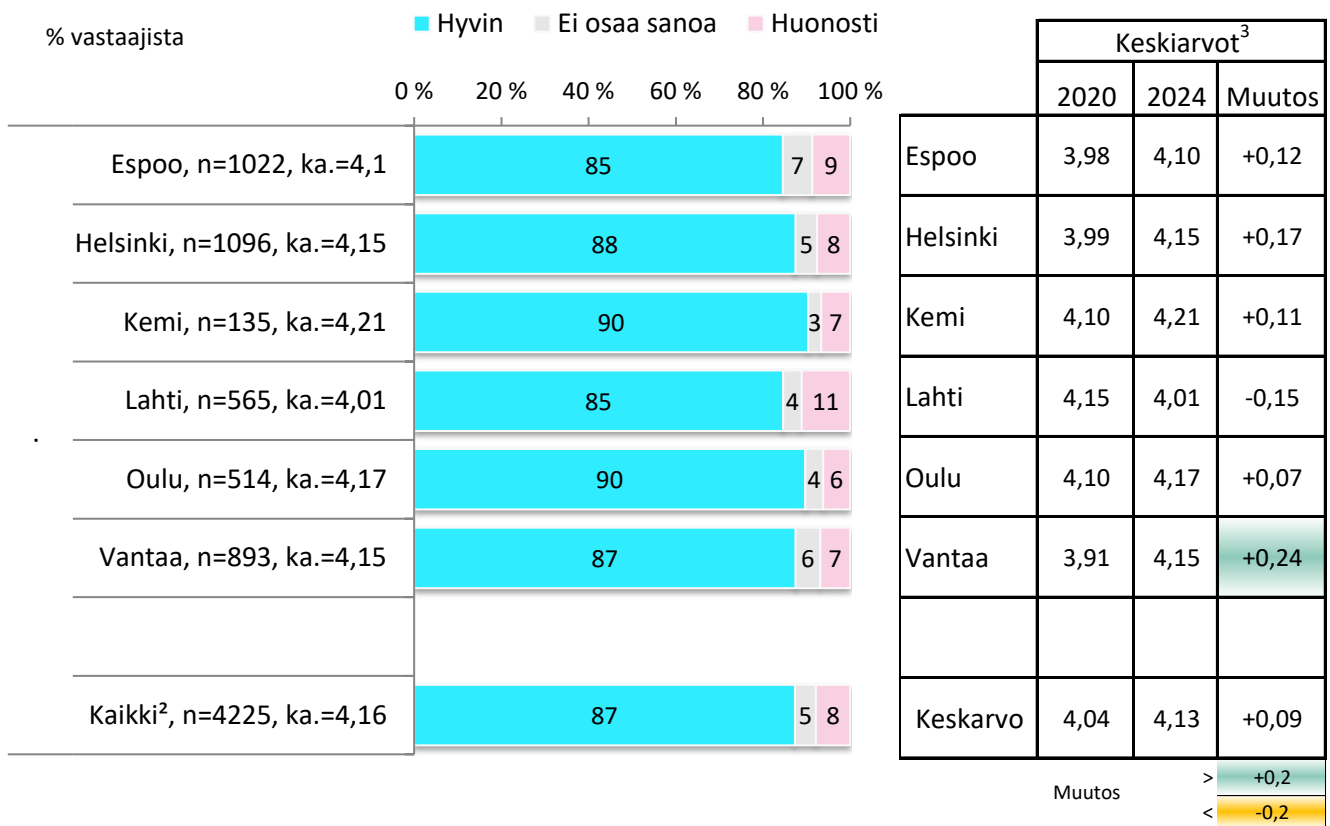 % vastaajista
Hyvin Ei osaa sanoa Huonosti
0 % 20 % 40 % 60 % 80 % 100 %
Espoo, n=1022, ka.=4,1 85 7 9
Helsinki, n=1096, ka.=4,15 88 5 8
Kemi, n=135, ka.=4,21 90 3 7
Lahti, n=565, ka.=4,01 85 4 11
.
Oulu, n=514, ka.=4,17 90 4 6
Vantaa, n=893, ka.=4,15 87 6 7
Kaikki², n=4225, ka.=4,16 87 5 8
Keskiarvot³
2020 2024 Muutos
Espoo 3,98 4,10 +0,12
Helsinki 3,99 4,15 +0,17
Kemi 4,10 4,21 +0,11
Lahti 4,15 4,01 -0,15
Oulu 4,10 4,17 +0,07
Vantaa 3,91 4,15 +0,24
Keskarvo 4,04 4,13 +0,09
Muutos
> +0,2
< -0,2